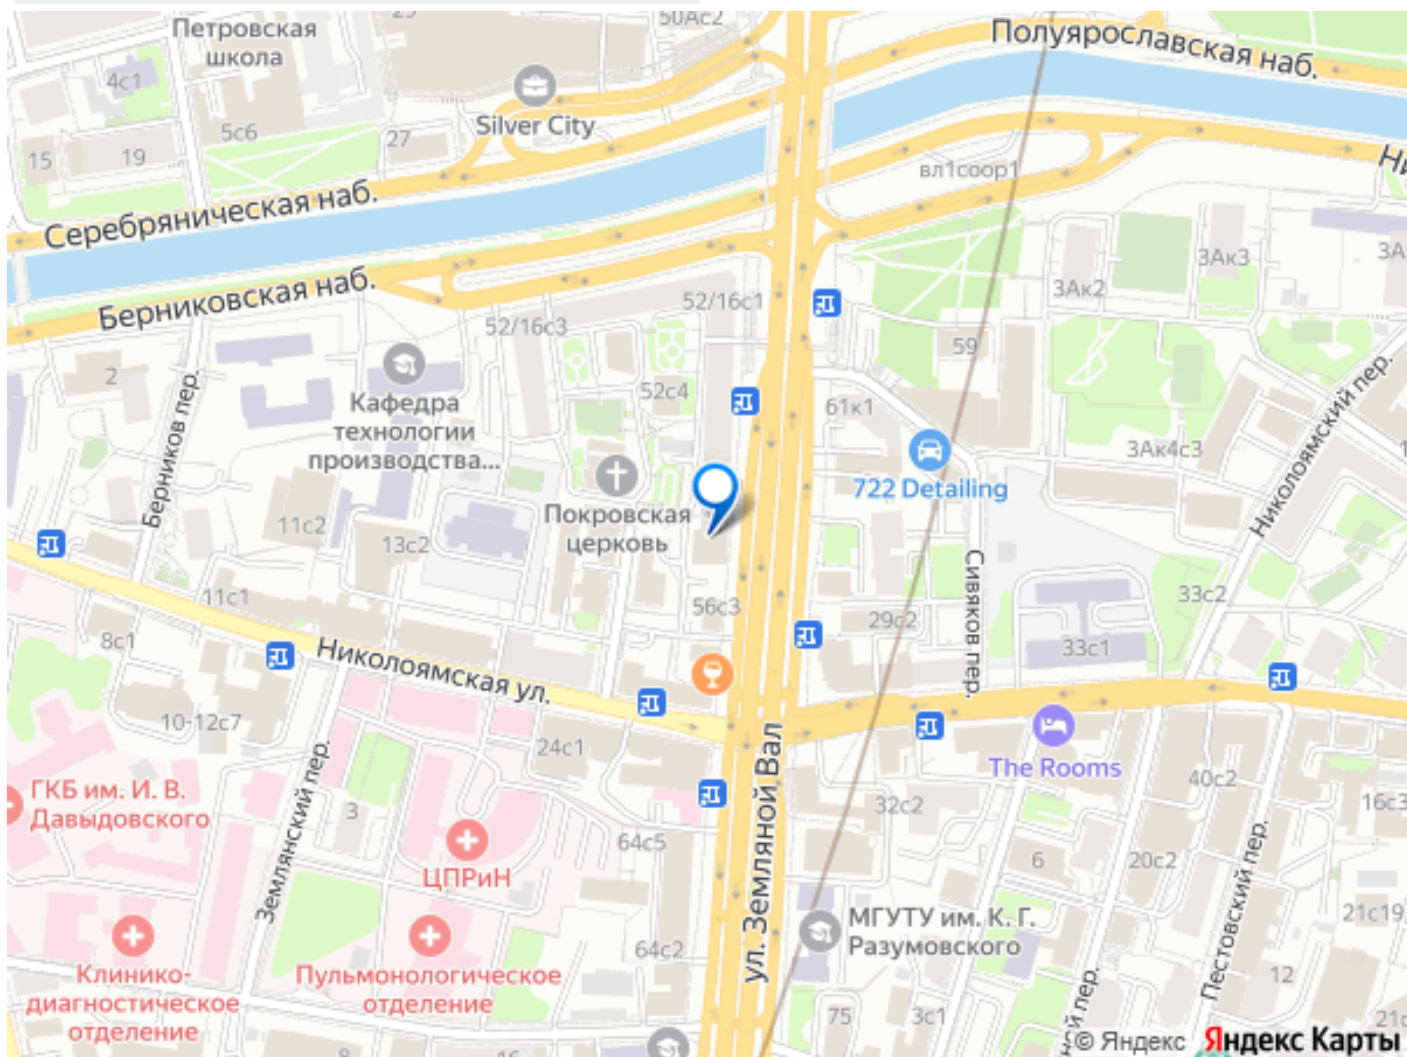 50Ас2
Петровская
школа
Полуярославская наб.
4с1
Silver City
5с6
27
15
19
вл1соор1
Серебряническая наб.
3Ак3
3Ак2
Берниковская наб.
52/16с1
52/16с3
59
2
Кафедра
технологии
производства...
52с4
61к1
Берников пер.
Николоямский пер.
3Ак4с3
722 Detailing
Покровская
церковь
11с2
13с2
Сивяков пер.
11с1
56с3
33с2
29с2
8с1
33с1
Николоямская ул.
10-12с7
24с1
The Rooms
ул. Земляной Вал
40с2
ГКБ им. И. В.
Давыдовского
Землянский пер.
3
32с2
16с3
64с5
6
20с2
ЦПРиН
Пестовский пер.
МГУТУ им. К. Г.
Разумовского
21с19
64с2
Клинико-
диагностическое
отделение
Пульмонологическое
отделение
12
75
3с1
© Яндекс Яндекс Карты